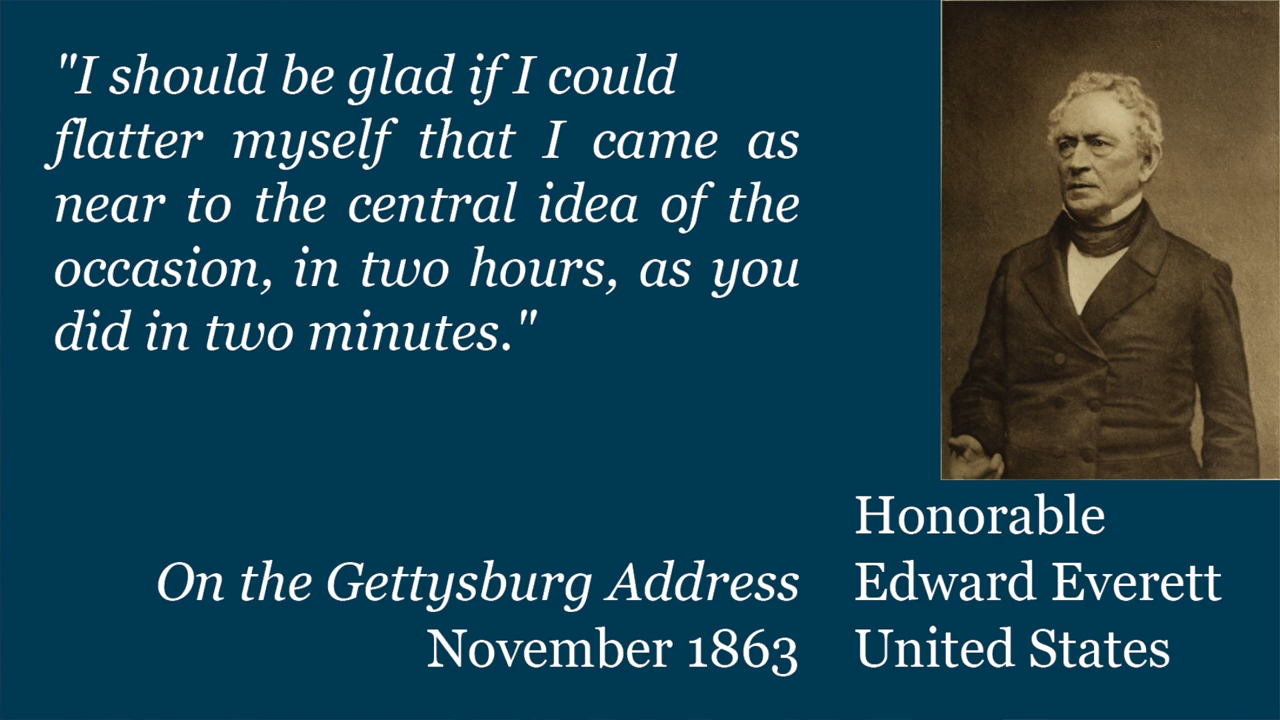 "I should be glad if I could
flatter myself that I came as
near to the central idea of the
occasion, in two hours, as you
did in two minutes."
On the Gettysburg Address
November 1863
Honorable
Edward Everett
United States